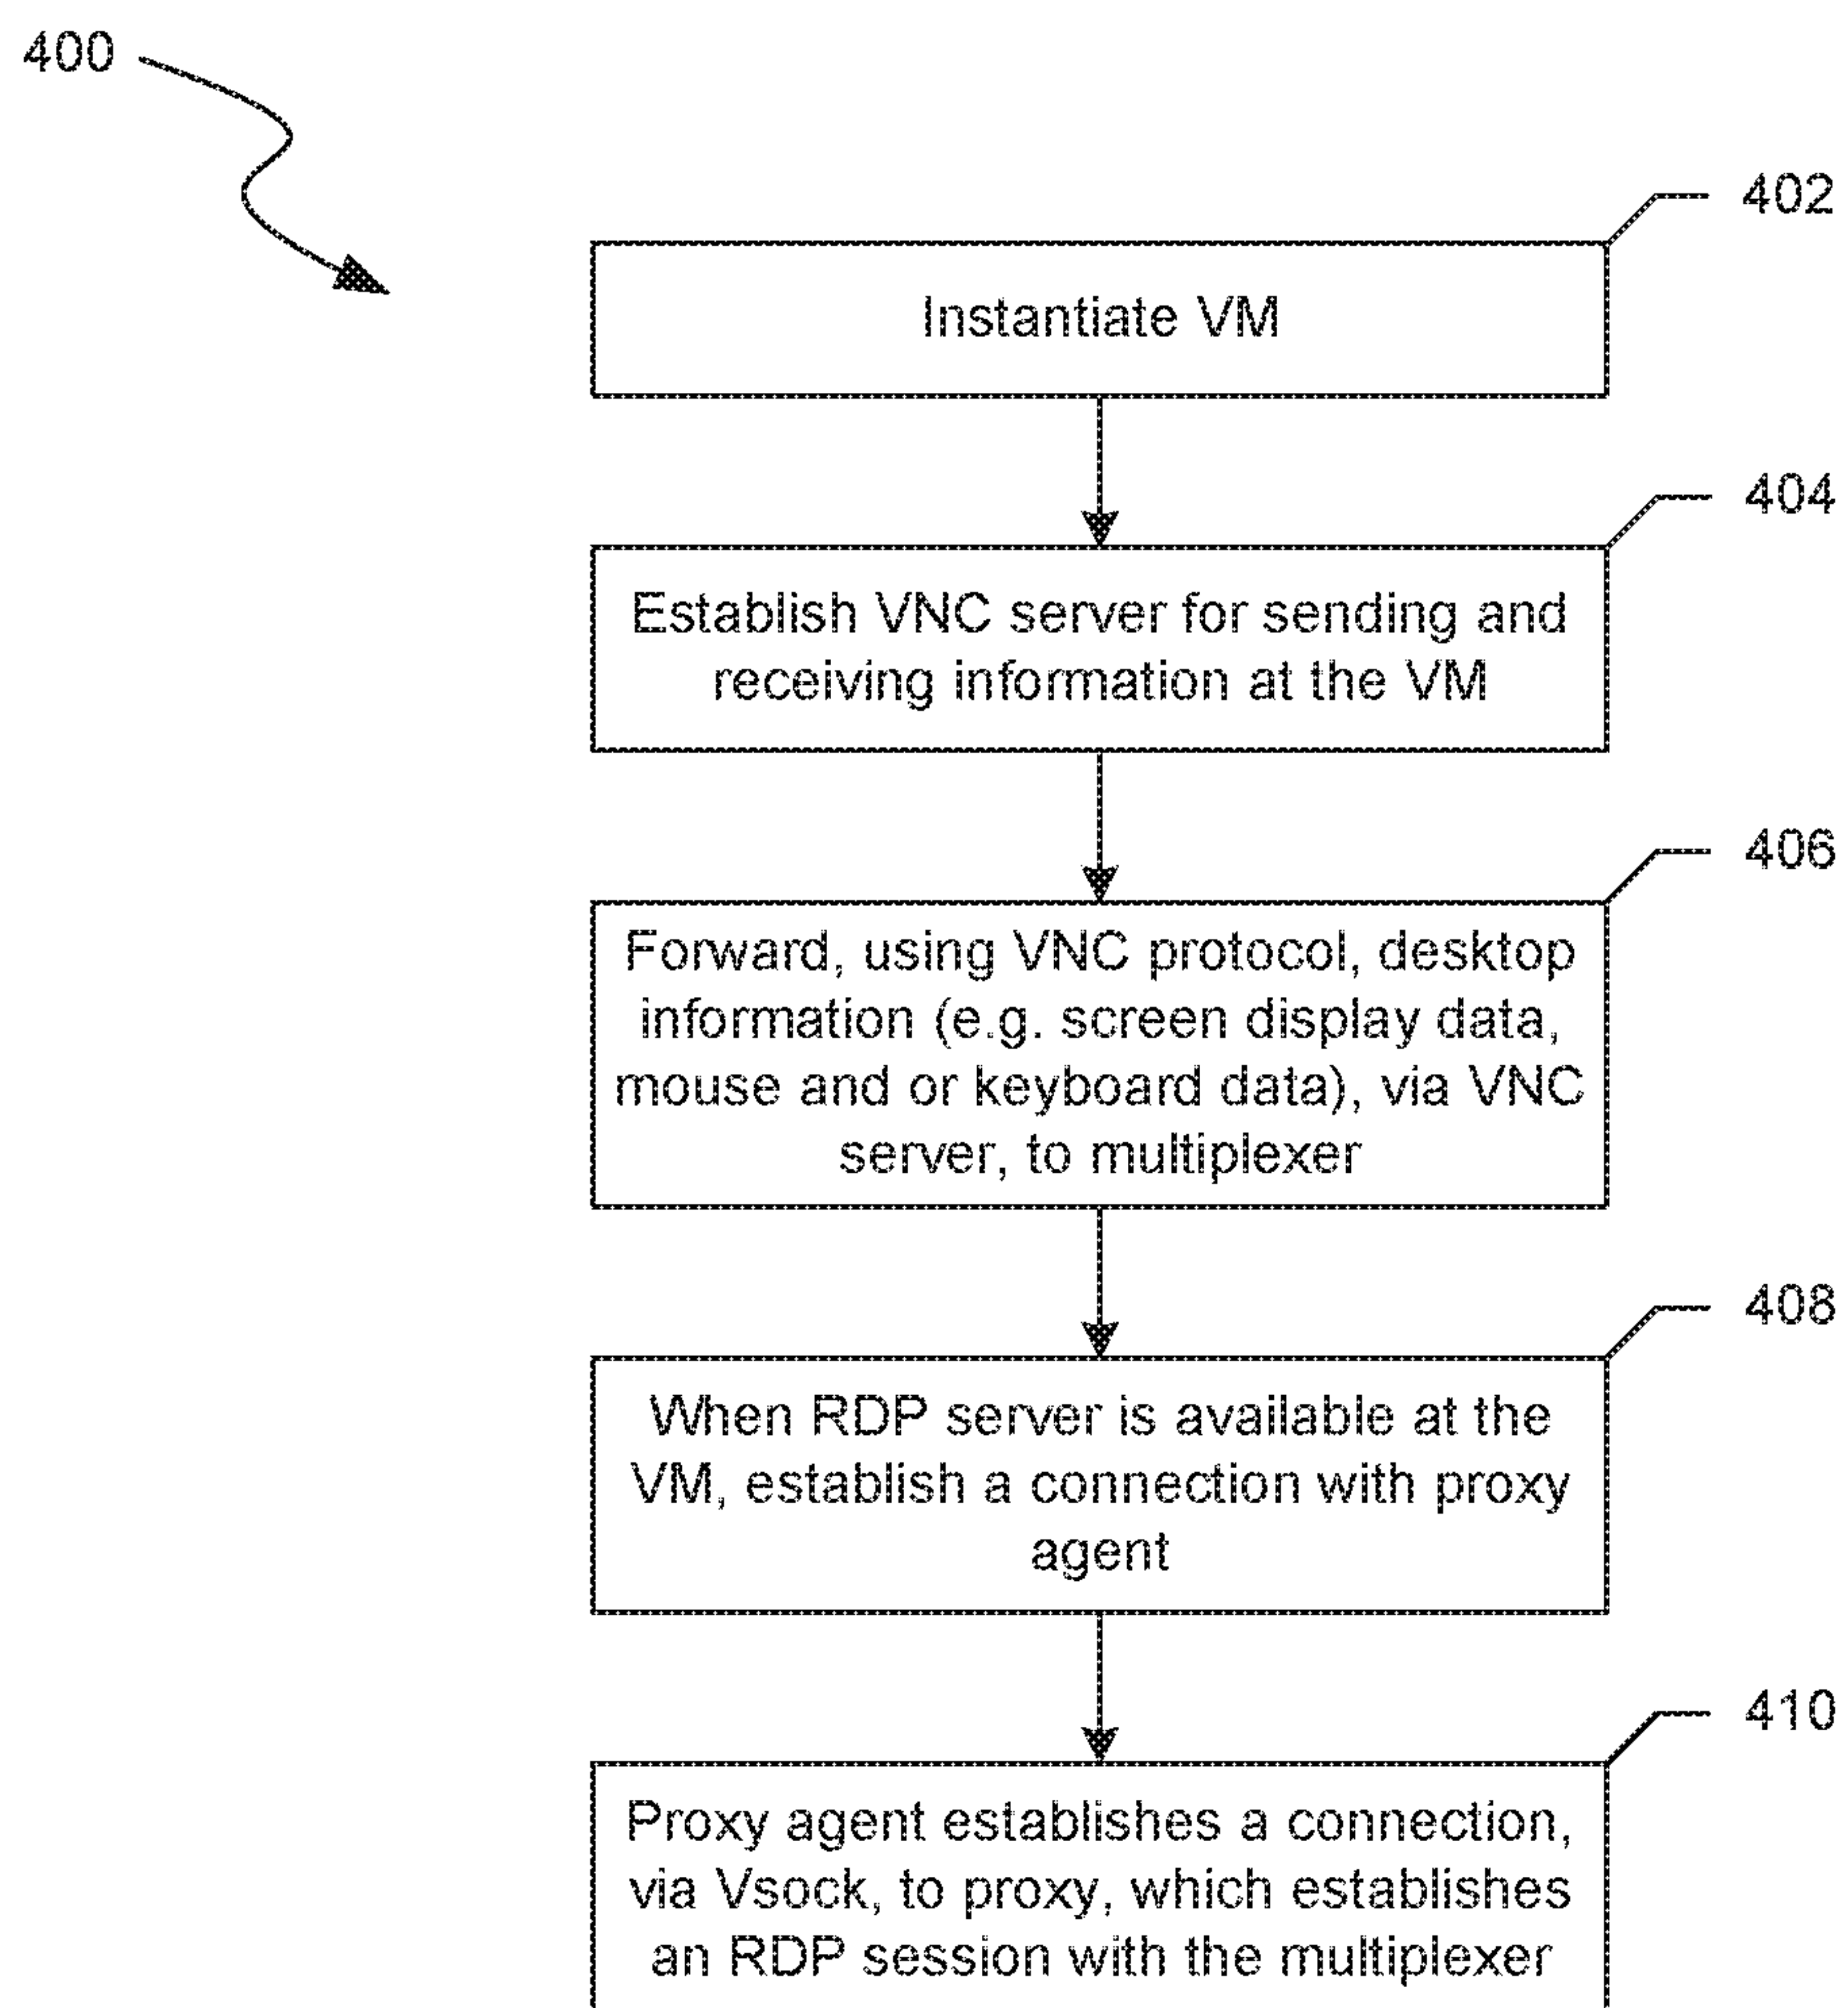 400
402
Instantiate VM
404
Establish VNC server for sending and
receiving information at the VM
406
Forward, using VNC protocol, desktop
information (e.g. screen display data,
mouse and or keyboard data), via VNC
server, to multiplexer
408
When RDP server is available at the
VM, establish a connection with proxy
agent
410
Proxy agent establishes a connection,
via Vsock, to proxy, which establishes
an RDP session with the multiplexer